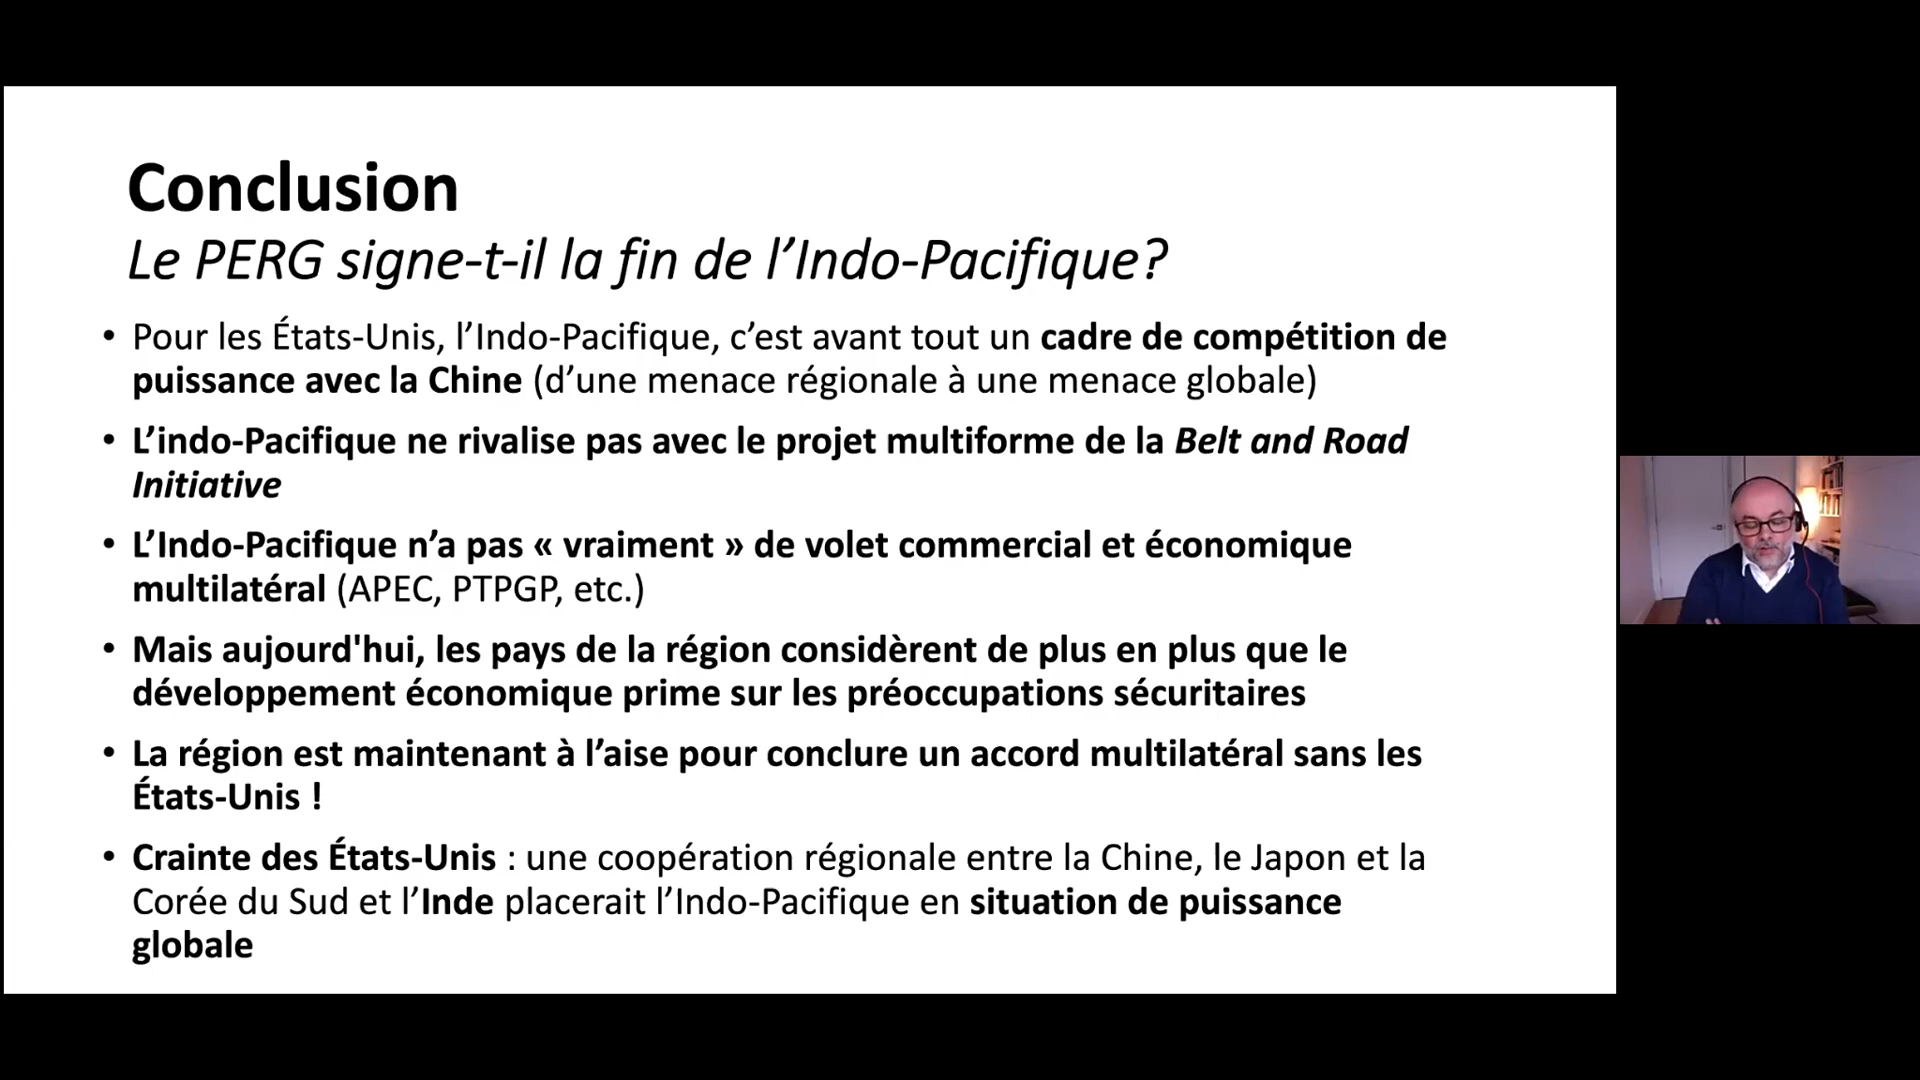 Conclusion
Le PERG signe-t-il la fin de l’Indo-Pacifique?
• Pour les États-Unis, l’Indo-Pacifique, c’est avant tout un cadre de compétition de
puissance avec la Chine (d’une menace régionale à une menace globale)
• L’indo-Pacifique ne rivalise pas avec le projet multiforme de la Belt and Road
Initiative
• L’Indo-Pacifique n’a pas « vraiment » de volet commercial et économique
multilatéral (APEC, PTPGP, etc.)
• Mais aujourd'hui, les pays de la région considèrent de plus en plus que le
développement économique prime sur les préoccupations sécuritaires
• La région est maintenant à l’aise pour conclure un accord multilatéral sans les
États-Unis !
• Crainte des États-Unis : une coopération régionale entre la Chine, le Japon et la
Corée du Sud et l’Inde placerait l’Indo-Pacifique en situation de puissance
globale